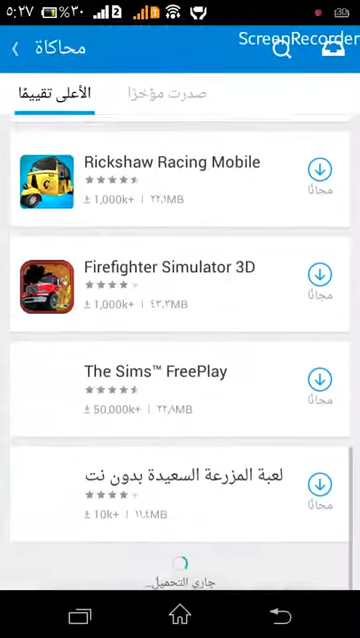 ٥:٢٧ %٣٠
ScreenRecorder
محاكاة
الأعلى تقييمًا
صدرت مؤخرًا
Rickshaw Racing Mobile
1,000k+ | ٢٢,١MB
مجانًا
Firefighter Simulator 3D
1,000k+ | ٤٣,٣MB
مجانًا
The Sims™ FreePlay
50,000k+ | ٢٢,٨MB
مجانًا
لعبة المزرعة السعيدة بدون نت
10k+ | ١١,٤MB
مجانًا
جاري التحميل...